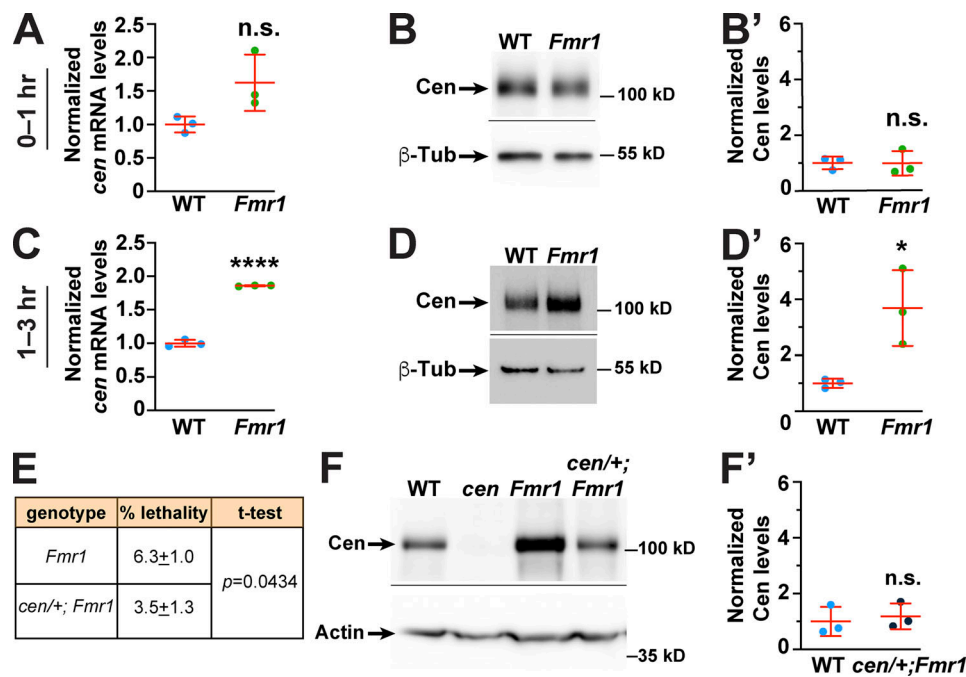 A
0–1 hr
Normalized
cen mRNA levels
2.5
2.0
1.5
1.0
0.5
0
n.s.
WT Fmr1
B
WT Fmr1
Cen
100 kD
β-Tub
55 kD
B’
Normalized
Cen levels
6
4
2
0
n.s.
WT Fmr1
C
1–3 hr
Normalized
cen mRNA levels
2.5
2.0
1.5
1.0
0.5
0
****
WT Fmr1
D
WT Fmr1
Cen
100 kD
β-Tub
55 kD
D’
Normalized
Cen levels
6
4
2
0
*
WT Fmr1
E
genotype % lethality t-test
Fmr1 6.3±1.0
p=0.0434
cen/+; Fmr1 3.5±1.3
F
cen/+;
WT cen Fmr1 Fmr1
Cen
100 kD
Actin
35 kD
F’
Normalized
Cen levels
6
4
2
0
n.s.
WT cen/+;Fmr1